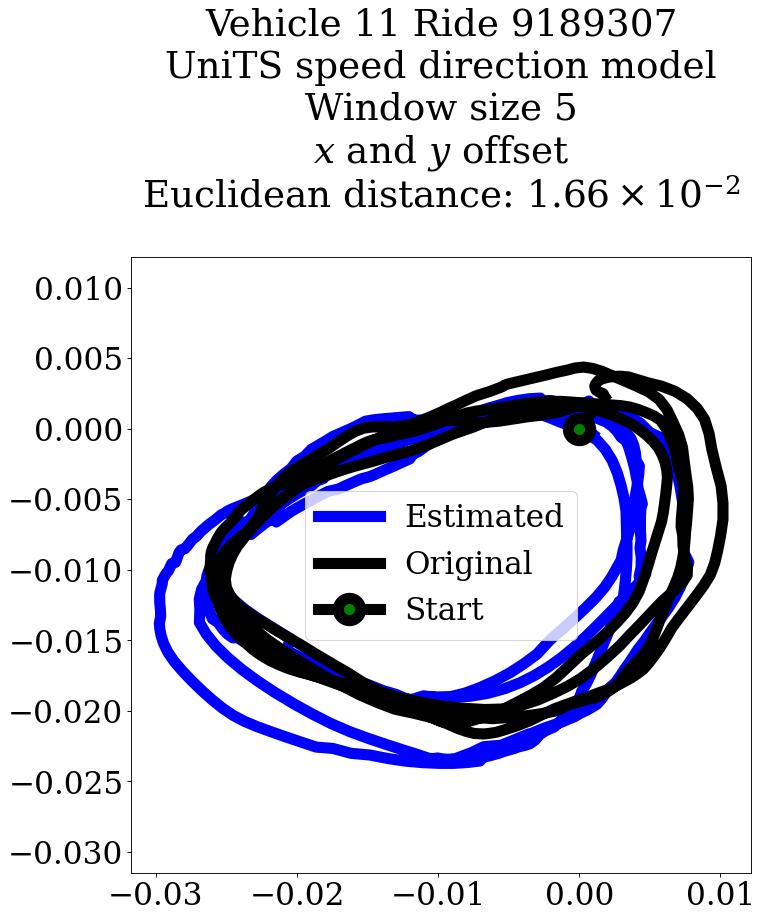 Vehicle 11 Ride 9189307
UniTS speed direction model
Window size 5
x and y offset
Euclidean distance: 1.66 × 10⁻²
0.010
0.005
0.000
−0.005
−0.010
−0.015
−0.020
−0.025
−0.030
Estimated
Original
Start
−0.03 −0.02 −0.01 0.00 0.01